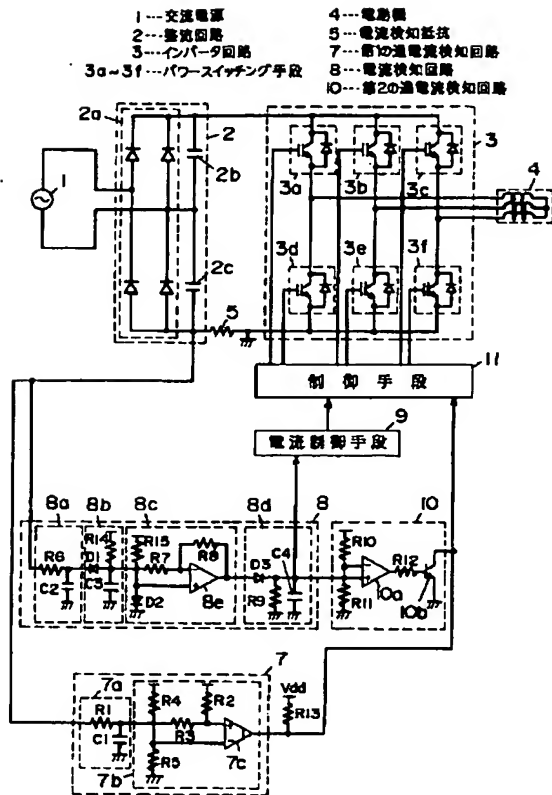 1---交流電源
2---整流回路
3---インバータ回路
3a~3f---パワースイッチング手段
4---電動機
5---電流検知抵抗
7---第1の過電流検知回路
8---電流検知回路
10---第2の過電流検知回路
2a
2
2b
2c
1
5
3
3a
3b
3c
3d
3e
3f
4
制御手段
11
電流制御手段
9
8a
8b
8c
8d
8
10
R6
C2
R14
D1
C3
R15
R7
R8
D2
8e
D3
R9
C4
R10
R11
10a
R12
10b
7
7a
R1
C1
7b
R4
R5
R3
R2
7c
Vdd
R13